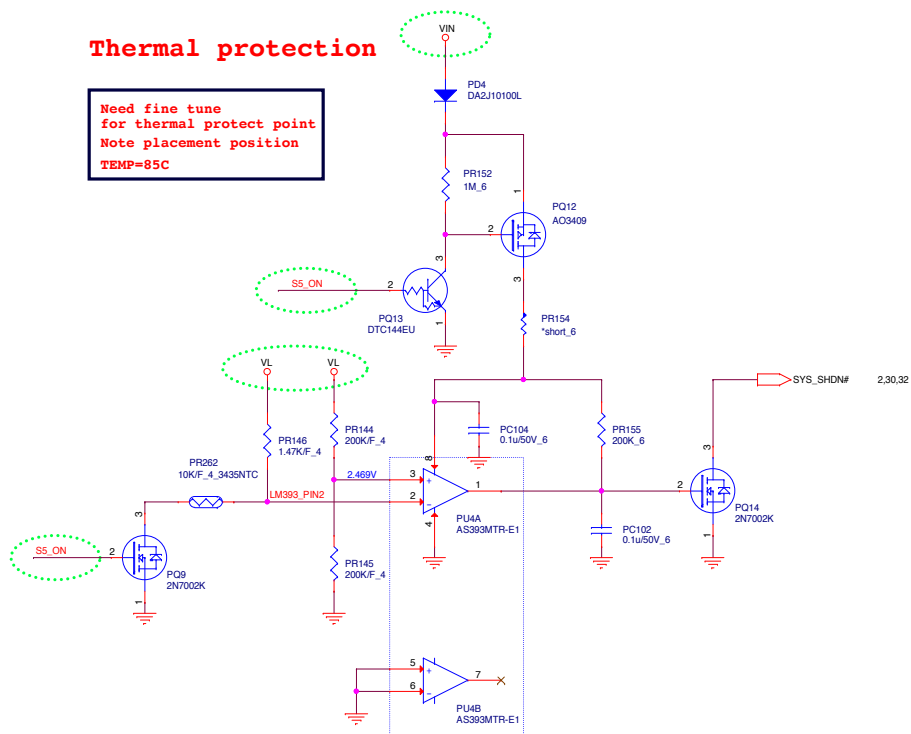 Thermal protection
VIN
PD4
DA2J10100L
Need fine tune
for thermal protect point
Note placement position
TEMP=85C
PR152
1M_6
1
PQ12
AO3409
2
3
3
S5_ON
2
PQ13
DTC144EU
1
PR154
*short_6
VL
VL
SYS_SHDN#
2,30,32
PR146
1.47K/F_4
PR144
200K/F_4
PC104
0.1u/50V_6
PR155
200K_6
PR262
10K/F_4_3435NTC
2.469V
LM393_PIN2
8
3
+
2
-
1
4
PU4A
AS393MTR-E1
3
2
1
PQ14
2N7002K
3
S5_ON
2
1
PQ9
2N7002K
PR145
200K/F_4
PC102
0.1u/50V_6
5
+
6
-
7
PU4B
AS393MTR-E1